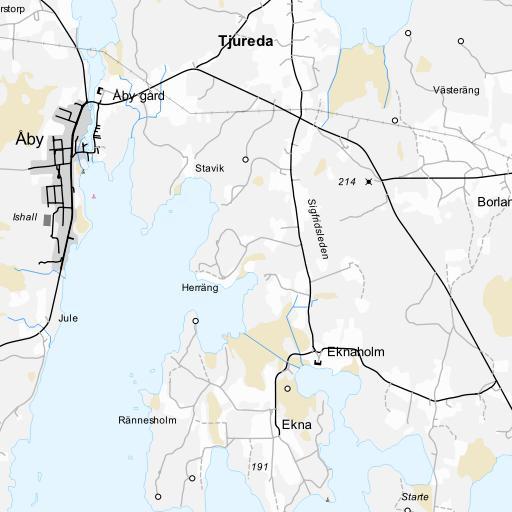 rstorp
Tjureda
Åby gård
Västeräng
Åby
Stavik
214
Borlan
Ishall
Sigfridsleden
Herräng
Jule
Eknaholm
Rännesholm
Ekna
191
Starte